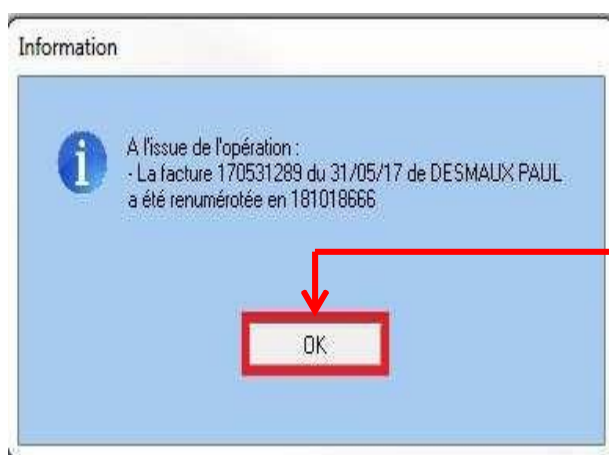 Information
A l'issue de l'opération :
- La facture 170531289 du 31/05/17 de DESMAUX PAUL
a été renumérotée en 181018666
OK